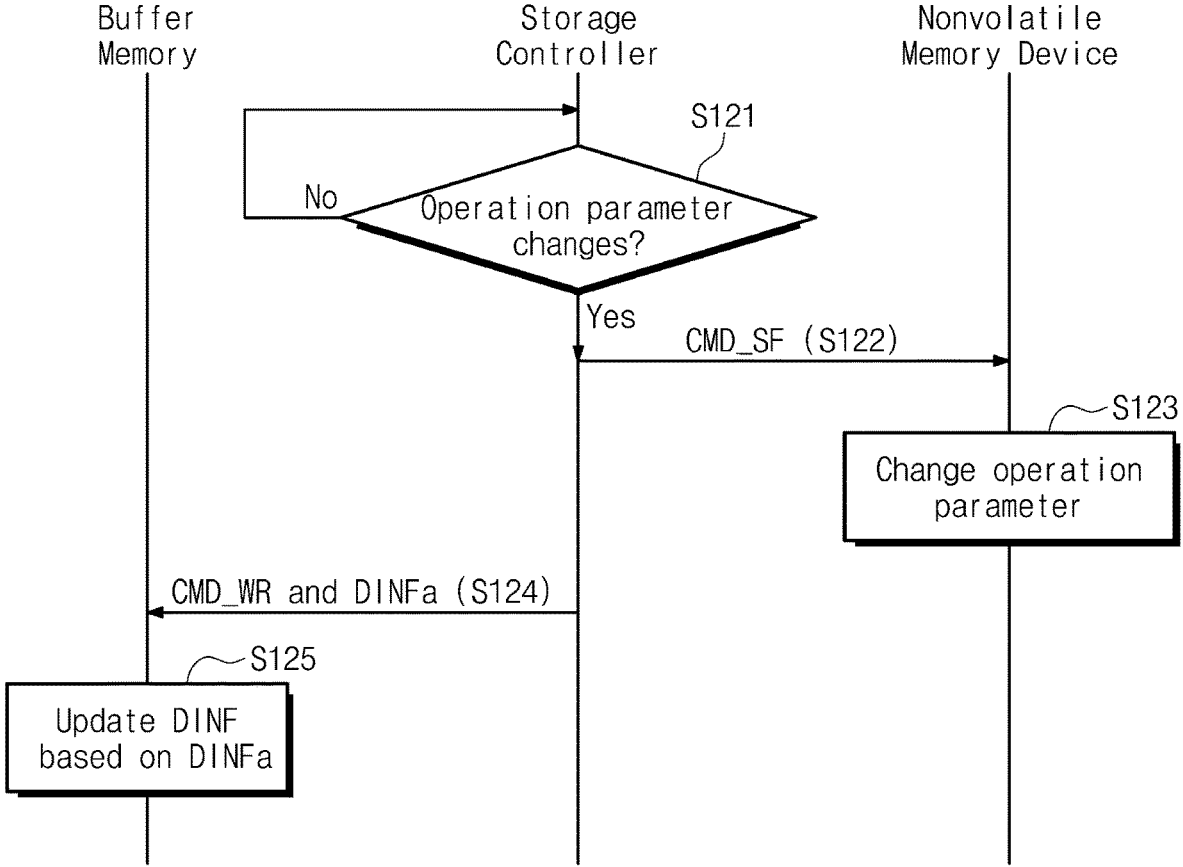 Buffer
Memory
Storage
Controller
Nonvolatile
Memory Device
S121
No
Operation parameter
changes?
Yes
CMD_SF (S122)
S123
Change operation
parameter
CMD_WR and DINFa (S124)
S125
Update DINF
based on DINFa